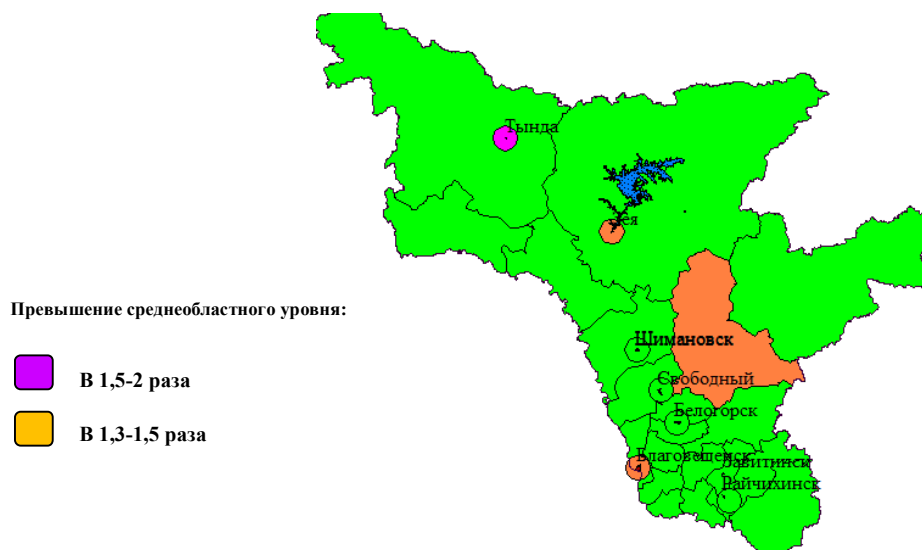 Тында
Зея
Превышение среднеобластного уровня:
Шимановск
В 1,5-2 раза
Свободный
Белогорск
В 1,3-1,5 раза
Благовещенск
Завитинск
Райчихинск